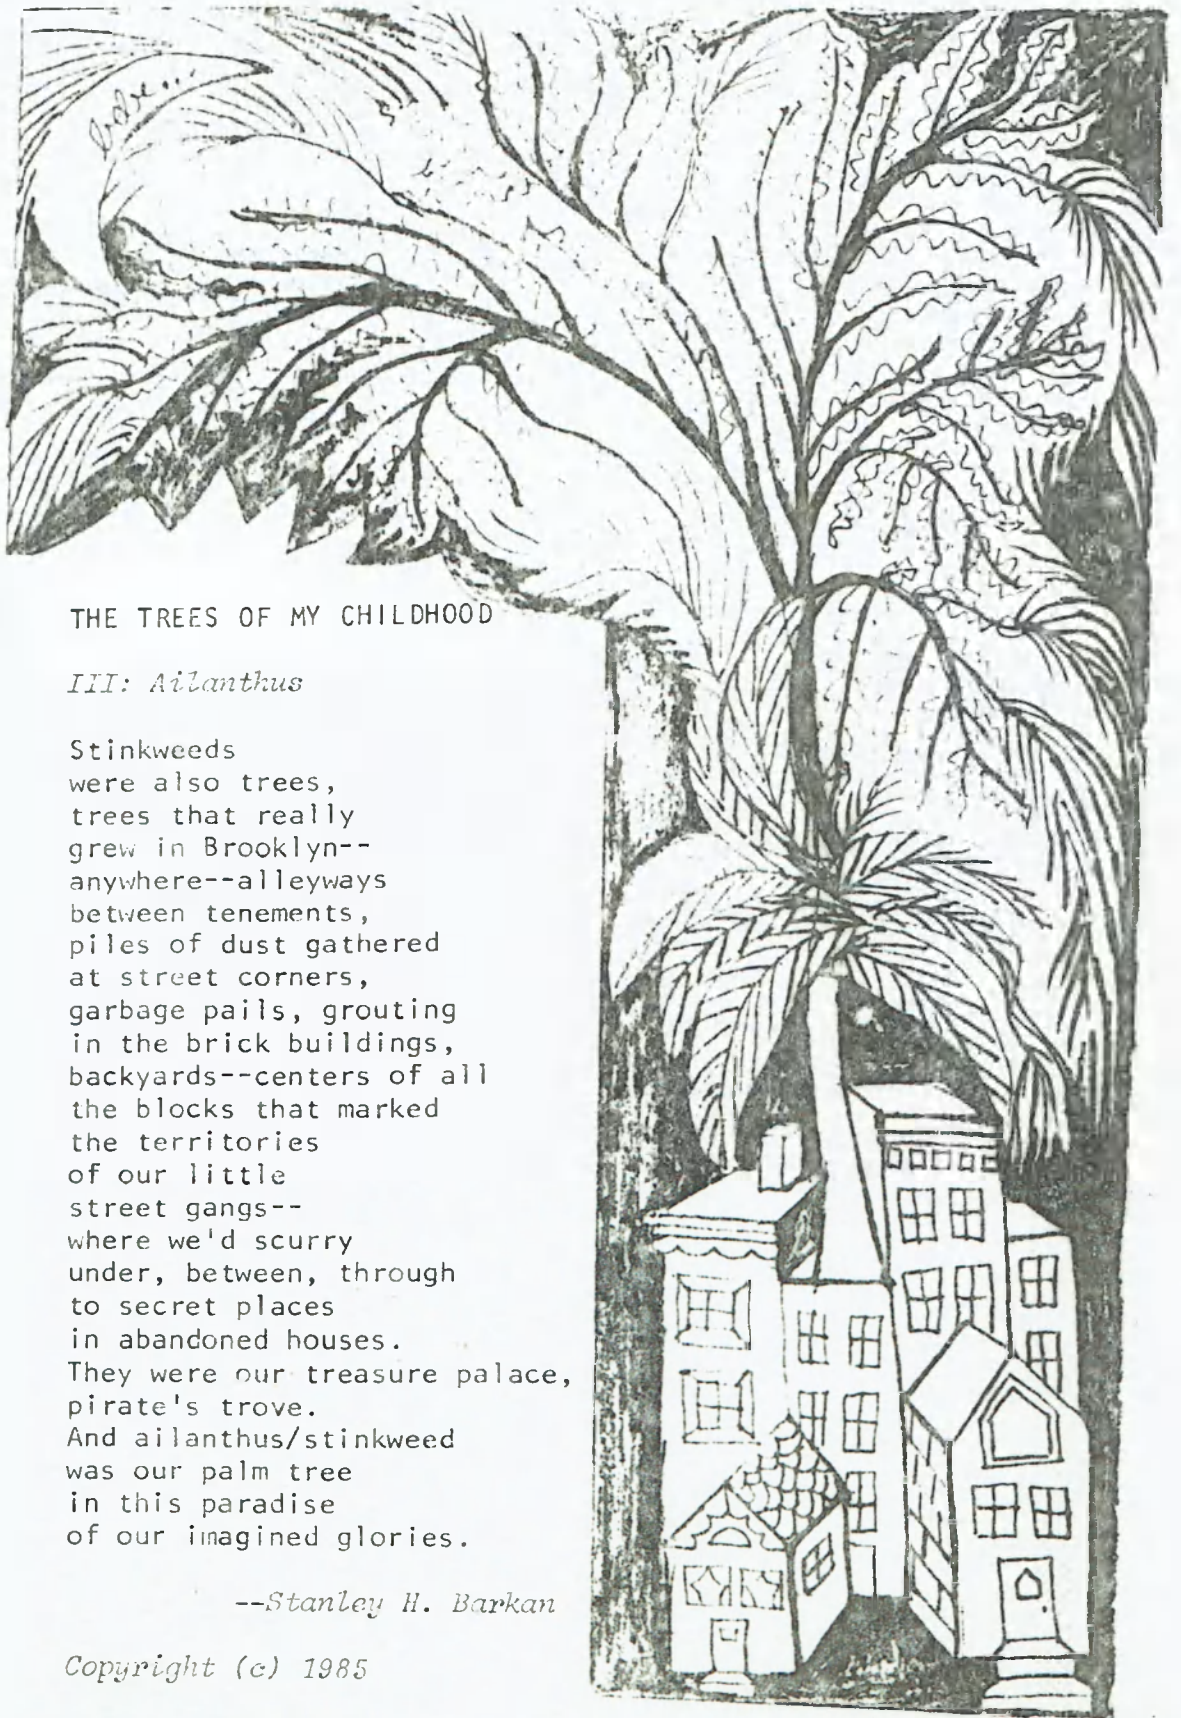 THE TREES OF MY CHILDHOOD
III: Ailanthus
Stinkweeds
were also trees,
trees that really
grew in Brooklyn--
anywhere--alleyways
between tenements,
piles of dust gathered
at street corners,
garbage pails, grouting
in the brick buildings,
backyards--centers of all
the blocks that marked
the territories
of our little
street gangs--
where we'd scurry
under, between, through
to secret places
in abandoned houses.
They were our treasure palace,
pirate's trove.
And ailanthus/stinkweed
was our palm tree
in this paradise
of our imagined glories.
--Stanley H. Barkan
Copyright (c) 1985